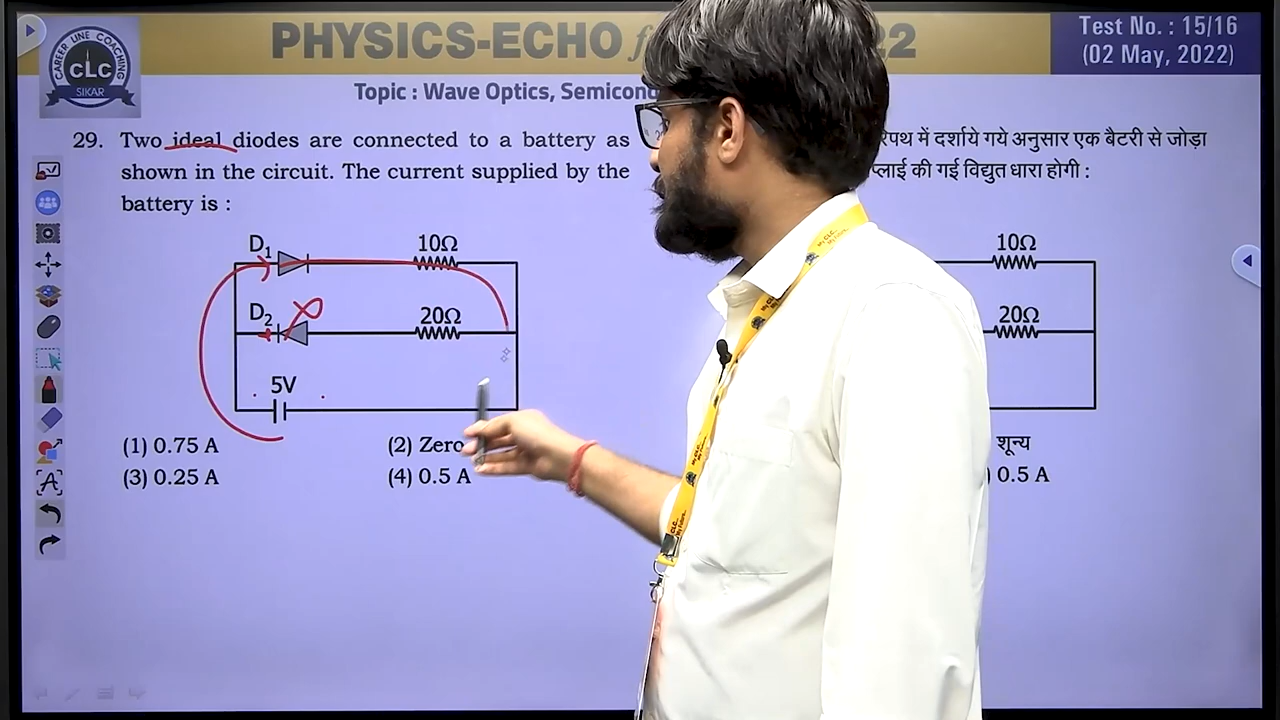 PHYSICS-ECHO
22
Test No. : 15/16
(02 May, 2022)
CAREER LINE COACHING
CLC
SIKAR
Topic : Wave Optics,
29. Two ideal diodes are connected to a battery as
shown in the circuit. The current supplied by the
battery is :
D1
10Ω
D2
20Ω
5V
(1) 0.75 A
(2) Zero
(3) 0.25 A
(4) 0.5 A
में दर्शाये गये अनुसार एक बैटरी से जोड़ा
की गई विद्युत धारा होगी :
10Ω
20Ω
शून्य
) 0.5 A